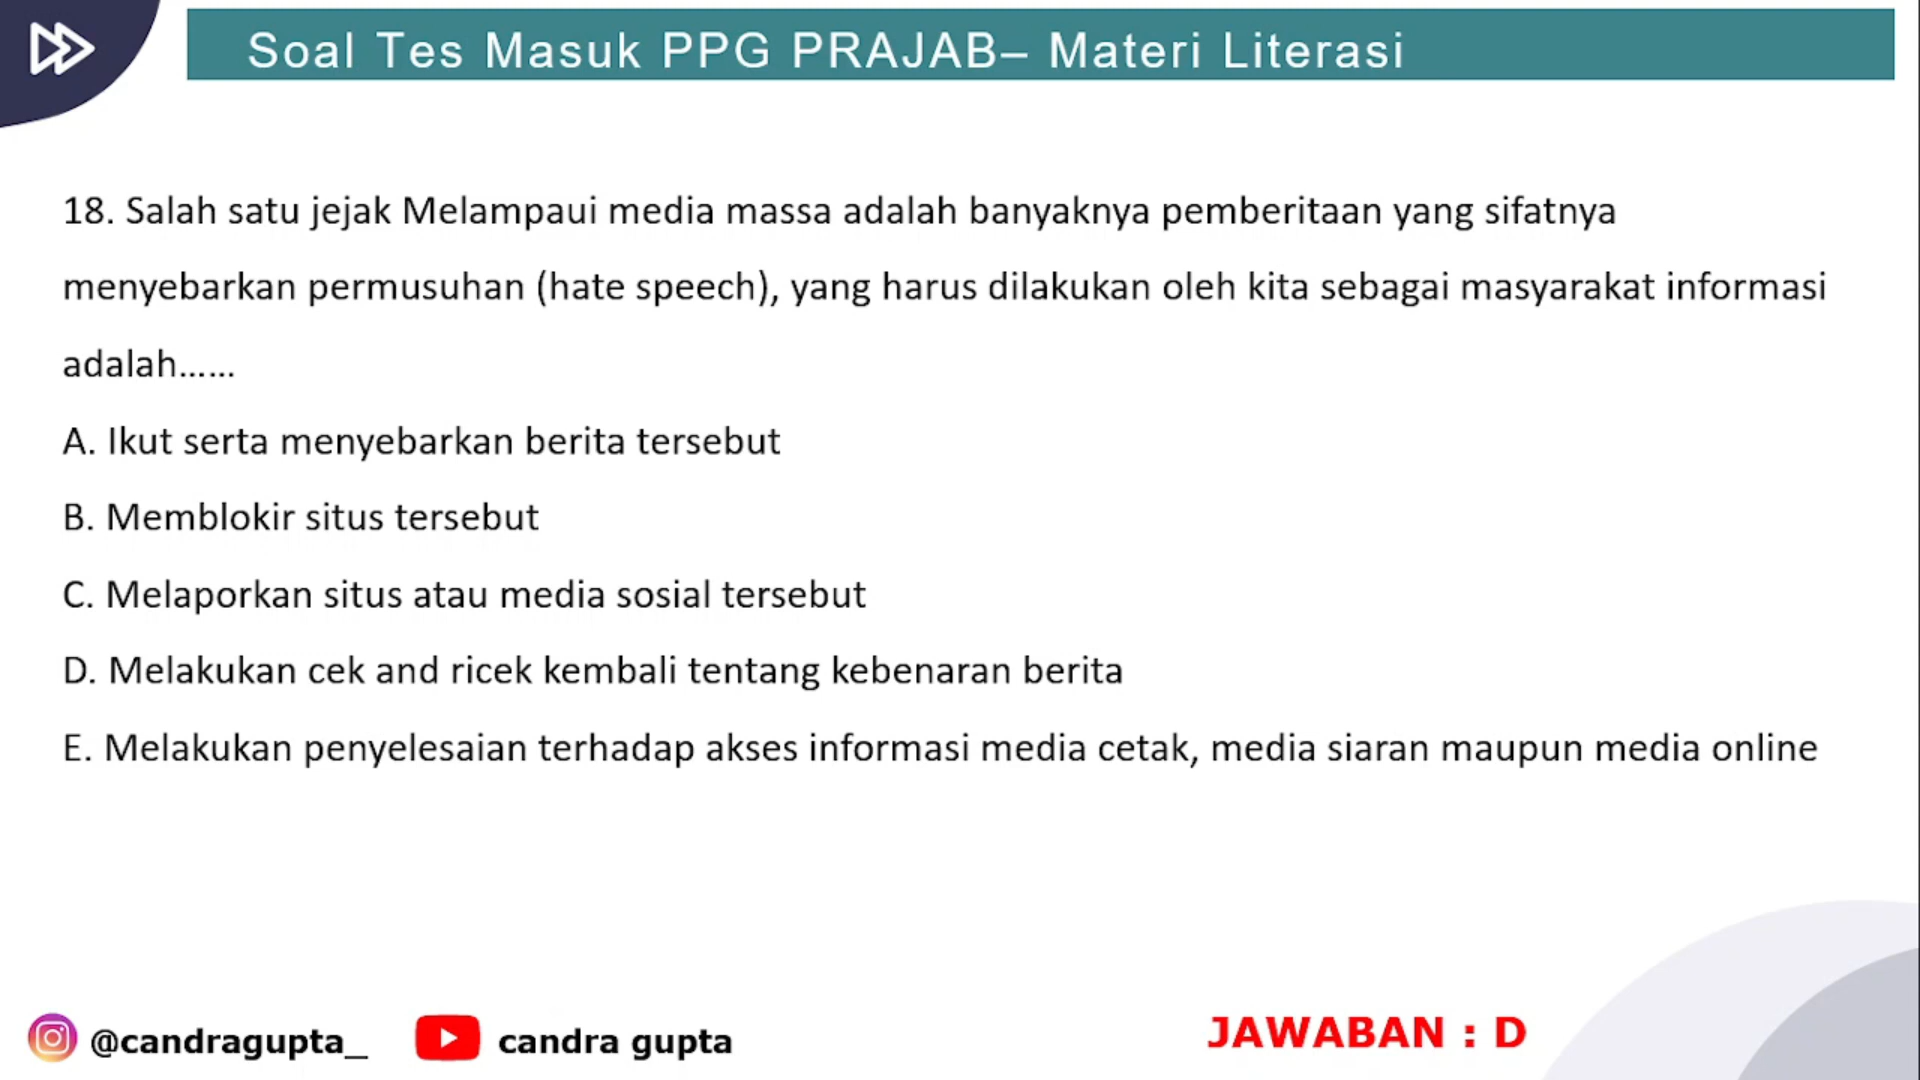 Soal Tes Masuk PPG PRAJAB– Materi Literasi
18. Salah satu jejak Melampaui media massa adalah banyaknya pemberitaan yang sifatnya
menyebarkan permusuhan (hate speech), yang harus dilakukan oleh kita sebagai masyarakat informasi
adalah......
A. Ikut serta menyebarkan berita tersebut
B. Memblokir situs tersebut
C. Melaporkan situs atau media sosial tersebut
D. Melakukan cek and ricek kembali tentang kebenaran berita
E. Melakukan penyelesaian terhadap akses informasi media cetak, media siaran maupun media online
@candragupta_ candra gupta JAWABAN : D